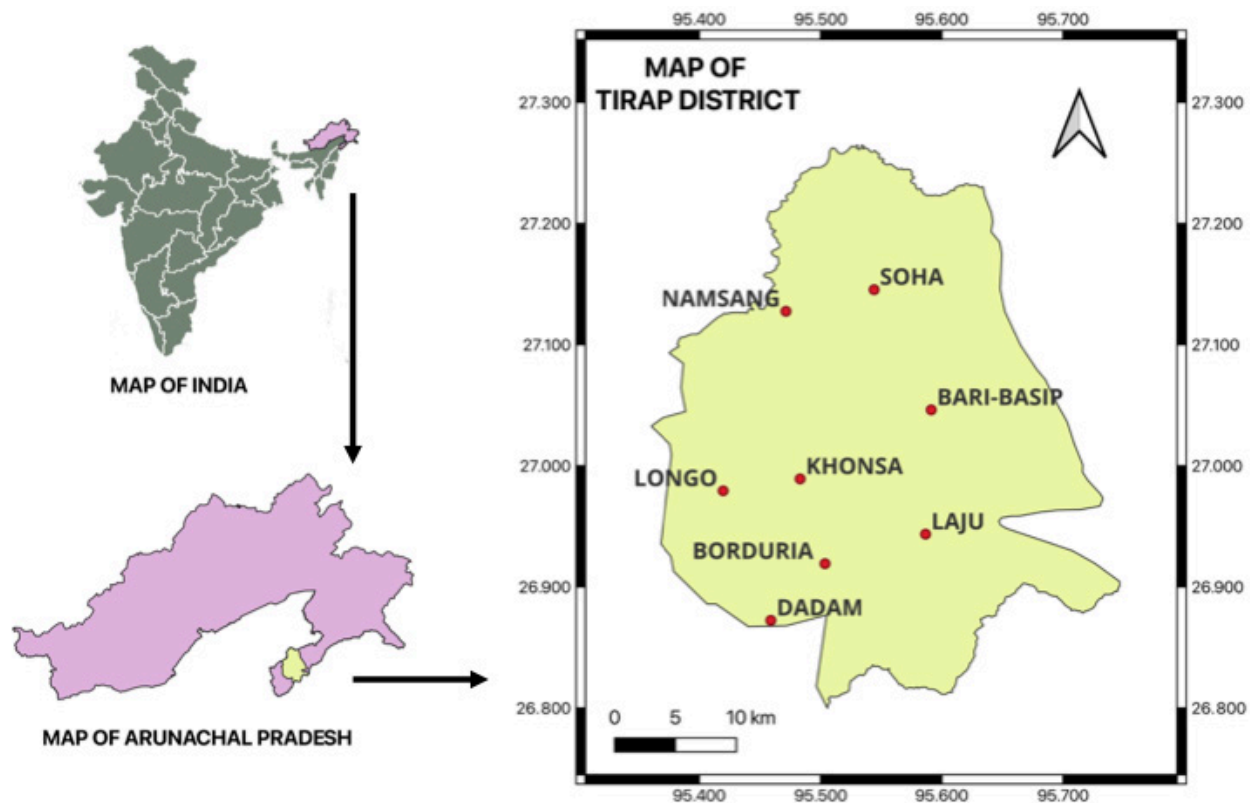 MAP OF INDIA
MAP OF ARUNACHAL PRADESH
95.400 95.500 95.600 95.700
MAP OF
TIRAP DISTRICT
27.300 27.300
27.200 27.200
SOHA
NAMSANG
27.100 27.100
BARI-BASIP
27.000 27.000
KHONSA
LONGO
LAJU
BORDURIA
26.900 26.900
DADAM
26.800 26.800
0 5 10 km
95.400 95.500 95.600 95.700